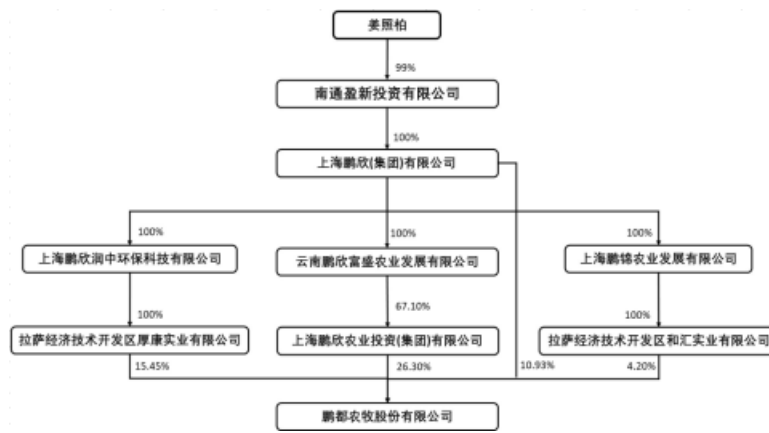 姜照柏
99%
南通盈新投资有限公司
100%
上海鹏欣(集团)有限公司
100%
100%
100%
上海鹏欣润中环保科技有限公司
云南鹏欣富盛农业发展有限公司
上海鹏锦农业发展有限公司
100%
67.10%
100%
拉萨经济技术开发区厚康实业有限公司
上海鹏欣农业投资(集团)有限公司
拉萨经济技术开发区和汇实业有限公司
15.45%
26.30%
10.93%
4.20%
鹏都农牧股份有限公司